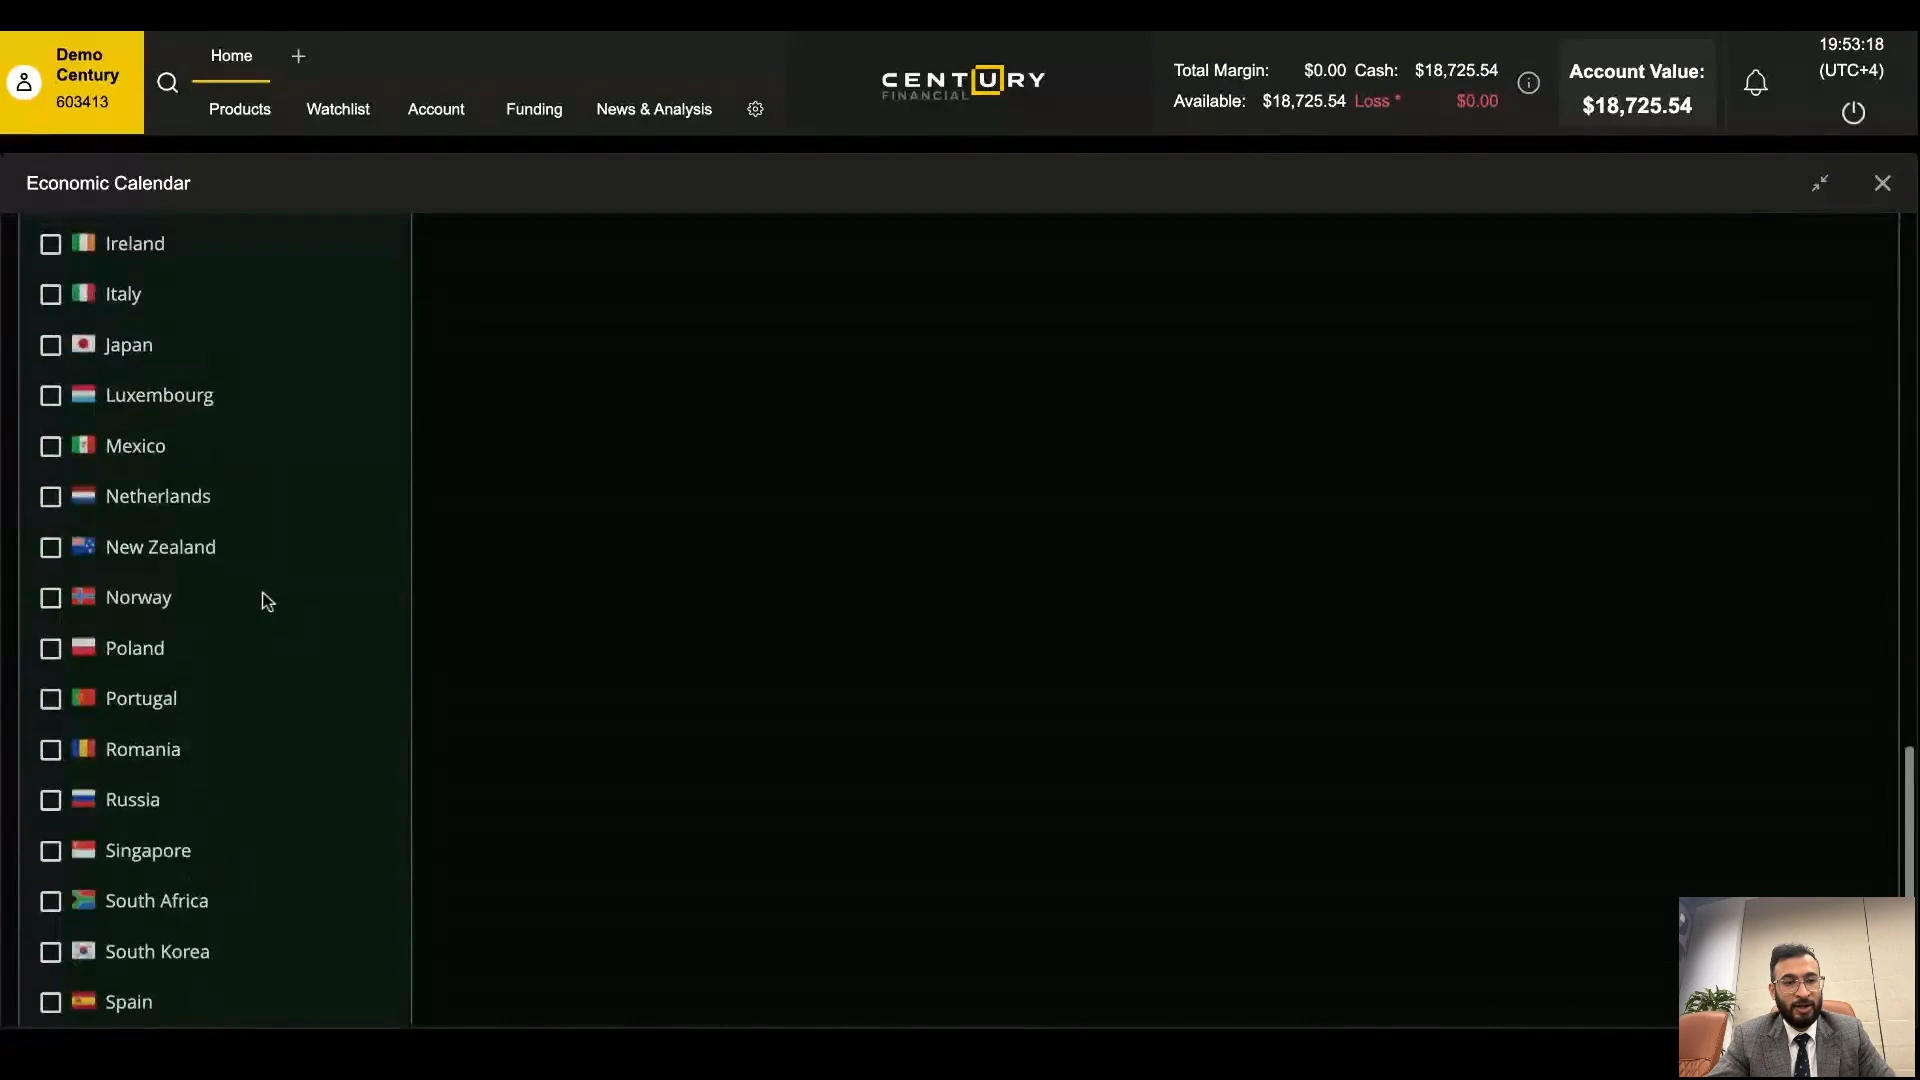 Demo
Century
603413
Home
+
Products
Watchlist
Account
Funding
News & Analysis
CENTURY
FINANCIAL
Total Margin: $0.00 Cash: $18,725.54
Available: $18,725.54 Loss * $0.00
Account Value:
$18,725.54
19:53:18
(UTC+4)
Economic Calendar
Ireland
Italy
Japan
Luxembourg
Mexico
Netherlands
New Zealand
Norway
Poland
Portugal
Romania
Russia
Singapore
South Africa
South Korea
Spain